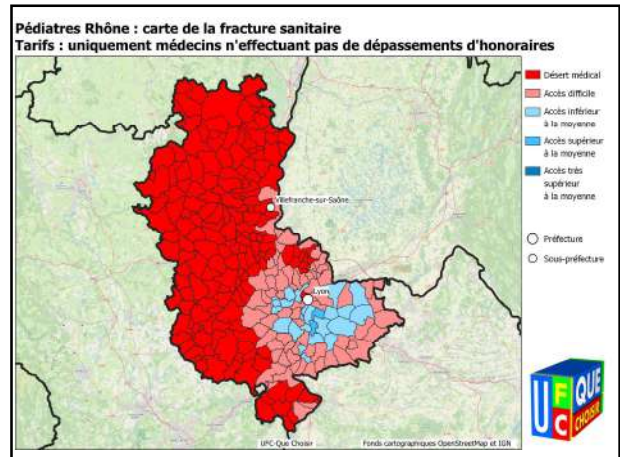 Pédiatres Rhône : carte de la fracture sanitaire
Tarifs : uniquement médecins n'effectuant pas de dépassements d'honoraires
Désert médical
Accès difficile
Accès inférieur
à la moyenne
Accès supérieur
à la moyenne
Accès très
supérieur
à la moyenne
Préfecture
Sous-préfecture
Villefranche-sur-Saône
Lyon
UFC-Que Choisir
Fonds cartographiques OpenStreetMap et IGN
UFC
QUE
CHOISIR